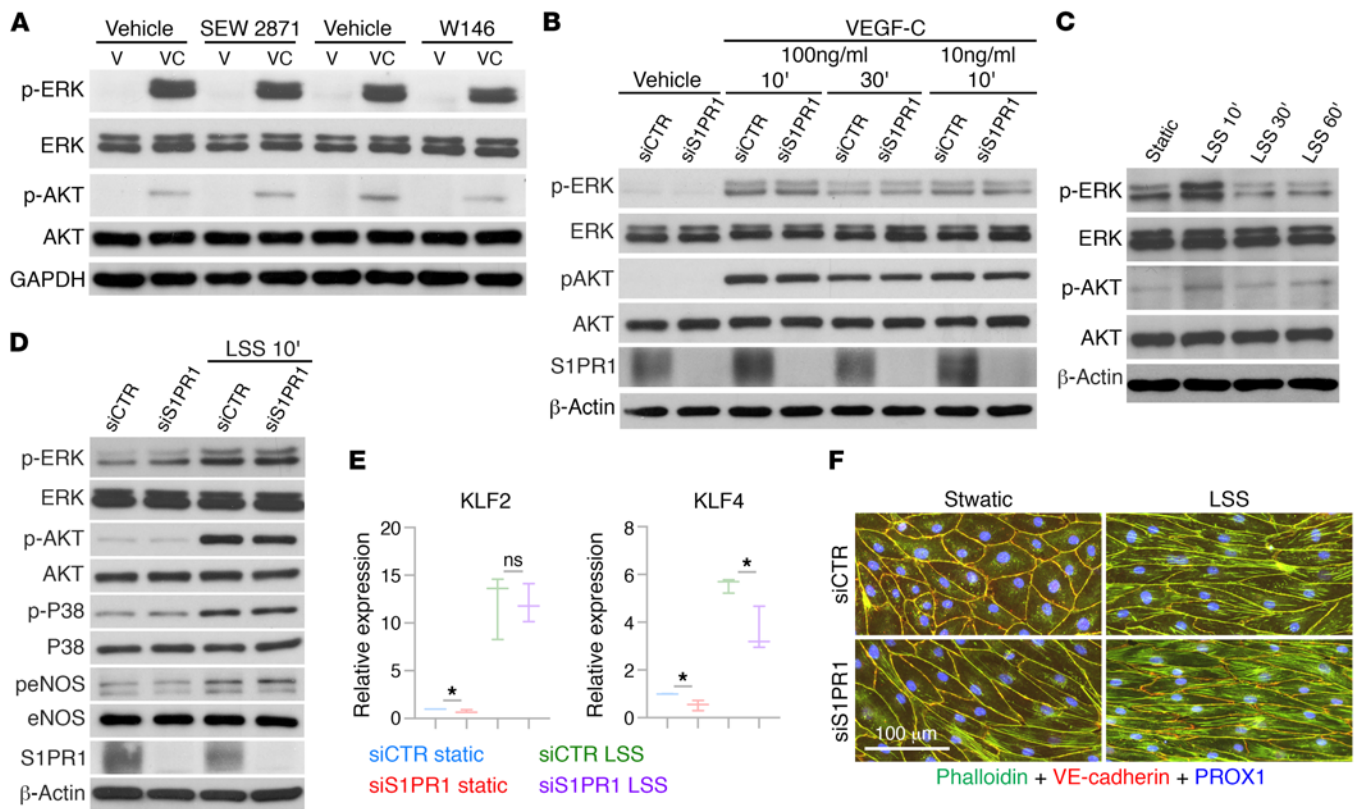 A
Vehicle SEW 2871 Vehicle W146
V VC V VC V VC V VC
p-ERK
ERK
p-AKT
AKT
GAPDH
B
VEGF-C
100ng/ml 10ng/ml
Vehicle 10' 30' 10'
siCTR siS1PR1 siCTR siS1PR1 siCTR siS1PR1 siCTR siS1PR1
p-ERK
ERK
pAKT
AKT
S1PR1
β-Actin
C
Static LSS 10' LSS 30' LSS 60'
p-ERK
ERK
p-AKT
AKT
β-Actin
D
LSS 10'
siCTR siS1PR1 siCTR siS1PR1
p-ERK
ERK
p-AKT
AKT
p-P38
P38
peNOS
eNOS
S1PR1
β-Actin
E
KLF2
Relative expression
20
15
10
5
0
*
ns
KLF4
Relative expression
8
6
4
2
0
*
*
siCTR static siCTR LSS
siS1PR1 static siS1PR1 LSS
F
Stwatic LSS
siCTR
siS1PR1
100 µm
Phalloidin + VE-cadherin + PROX1